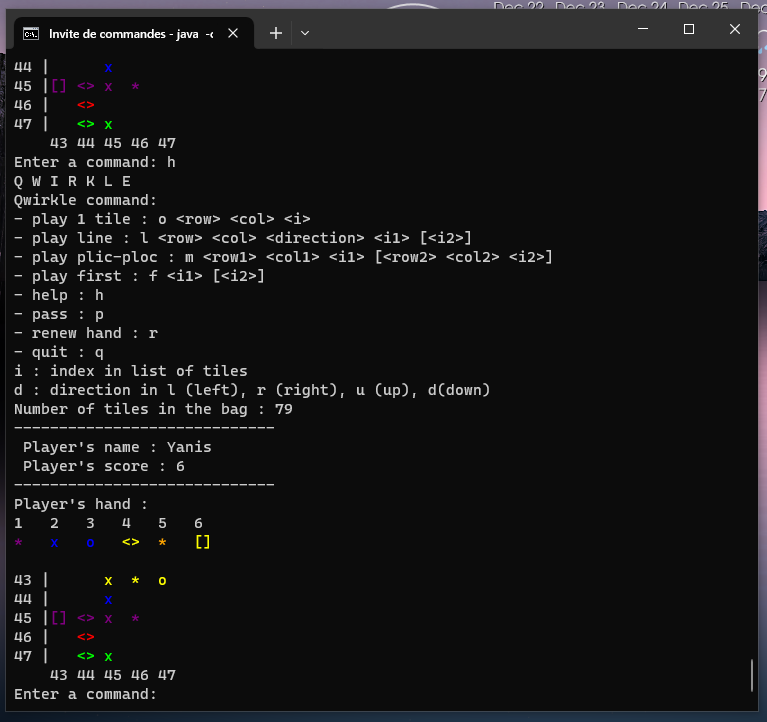 Dec 22 Dec 23 Dec 24 Dec 25 Dec
Invite de commandes - java -c
44 | x
45 |[] <> x *
46 | <>
47 | <> x
43 44 45 46 47
Enter a command: h
Q W I R K L E
Qwirkle command:
- play 1 tile : o <row> <col> <i>
- play line : l <row> <col> <direction> <i1> [<i2>]
- play plic-ploc : m <row1> <col1> <i1> [<row2> <col2> <i2>]
- play first : f <i1> [<i2>]
- help : h
- pass : p
- renew hand : r
- quit : q
i : index in list of tiles
d : direction in l (left), r (right), u (up), d(down)
Number of tiles in the bag : 79
-----------------------------
Player's name : Yanis
Player's score : 6
-----------------------------
Player's hand :
1 2 3 4 5 6
* x o <> * []
43 | x * o
44 | x
45 |[] <> x *
46 | <>
47 | <> x
43 44 45 46 47
Enter a command: